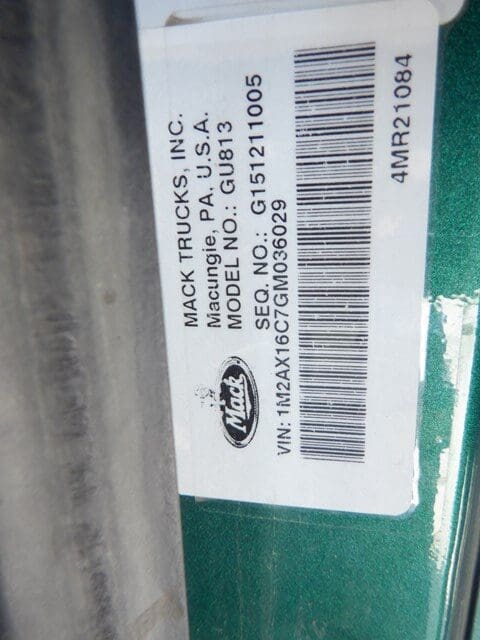 MACK TRUCKS, INC.
Macungie, PA. U.S.A.
MODEL NO.: GU813
SEQ. NO.: G151211005
Mack
VIN: 1M2AX16C7GM036029
4MR21084